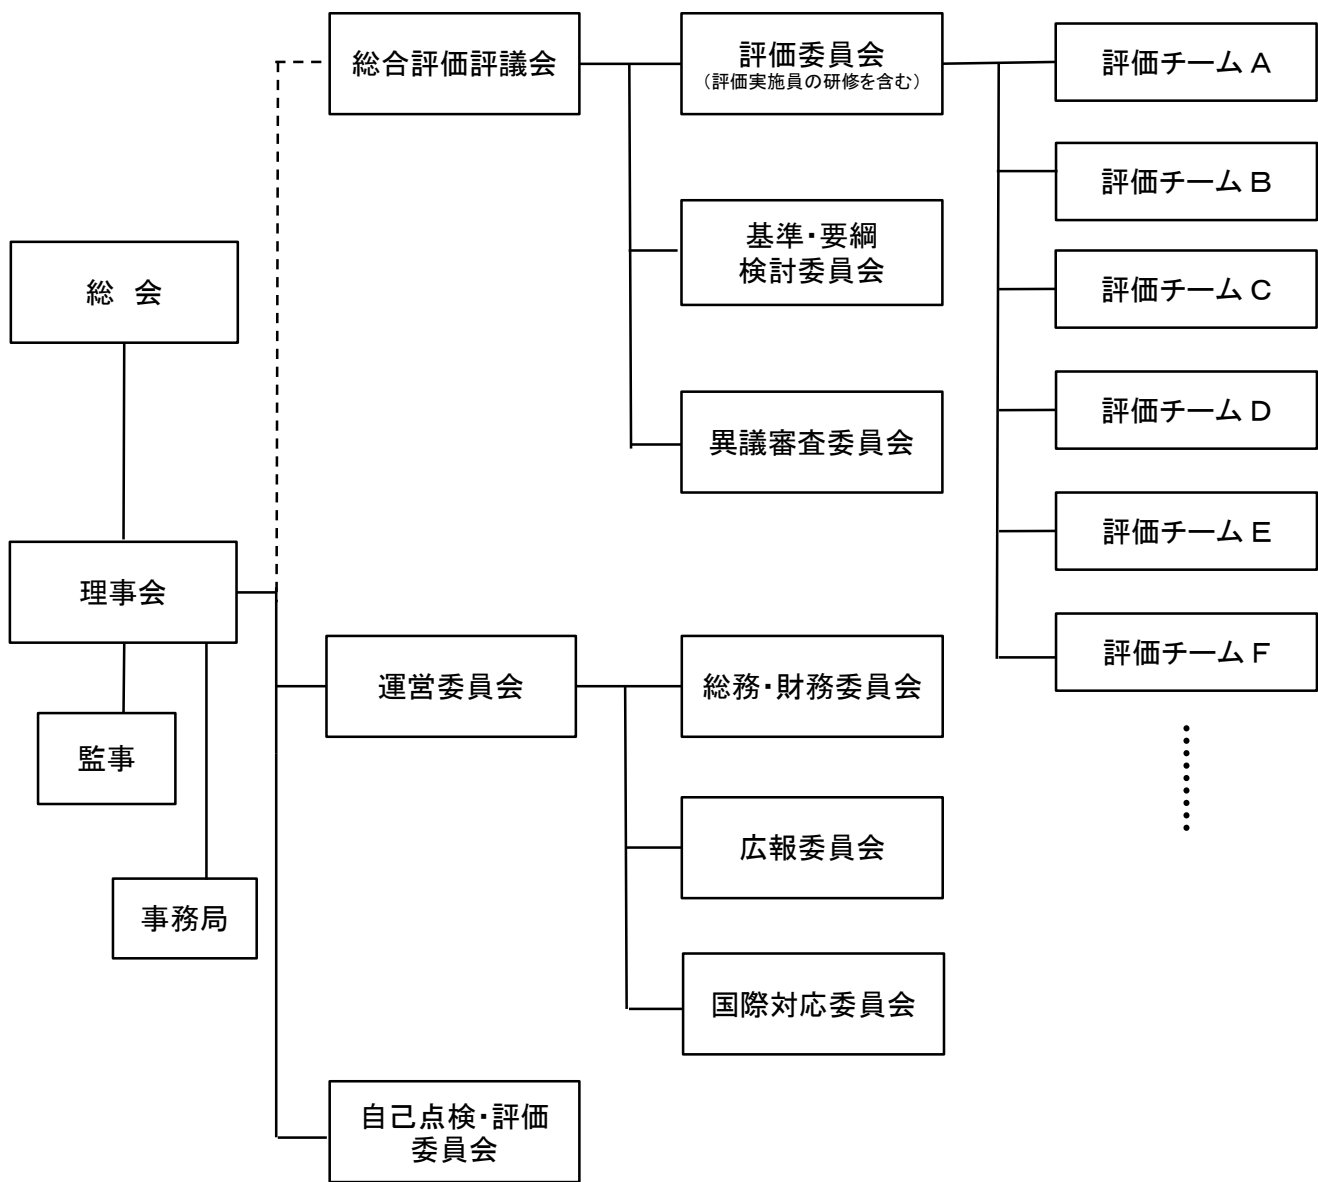 総合評価評議会
評価委員会
（評価実施員の研修を含む）
評価チームA
評価チームB
基準・要綱
検討委員会
評価チームC
総　会
異議審査委員会
評価チームD
評価チームE
理事会
評価チームF
運営委員会
総務・財務委員会
監事
広報委員会
事務局
国際対応委員会
自己点検・評価
委員会